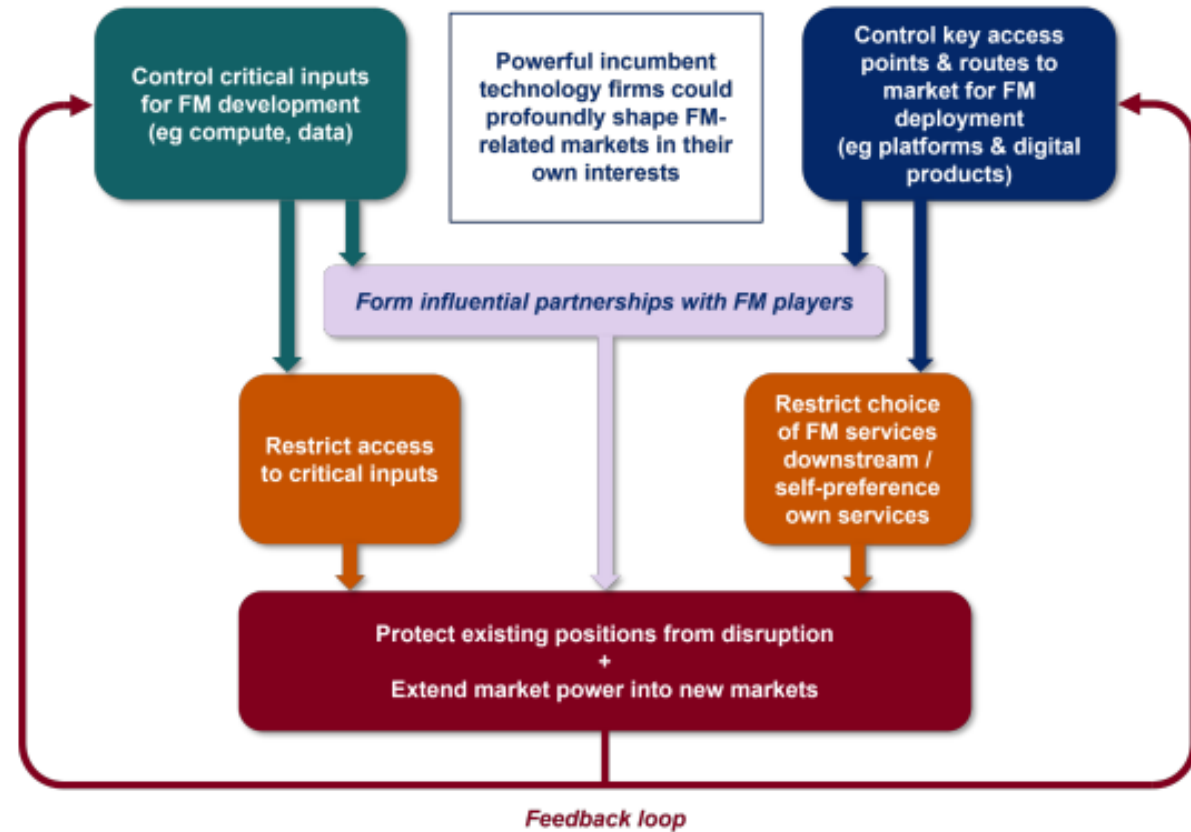 Control critical inputs
for FM development
(eg compute, data)
Powerful incumbent
technology firms could
profoundly shape FM-
related markets in their
own interests
Control key access
points & routes to
market for FM
deployment
(eg platforms & digital
products)
Form influential partnerships with FM players
Restrict access
to critical inputs
Restrict choice
of FM services
downstream /
self-preference
own services
Protect existing positions from disruption
+
Extend market power into new markets
Feedback loop